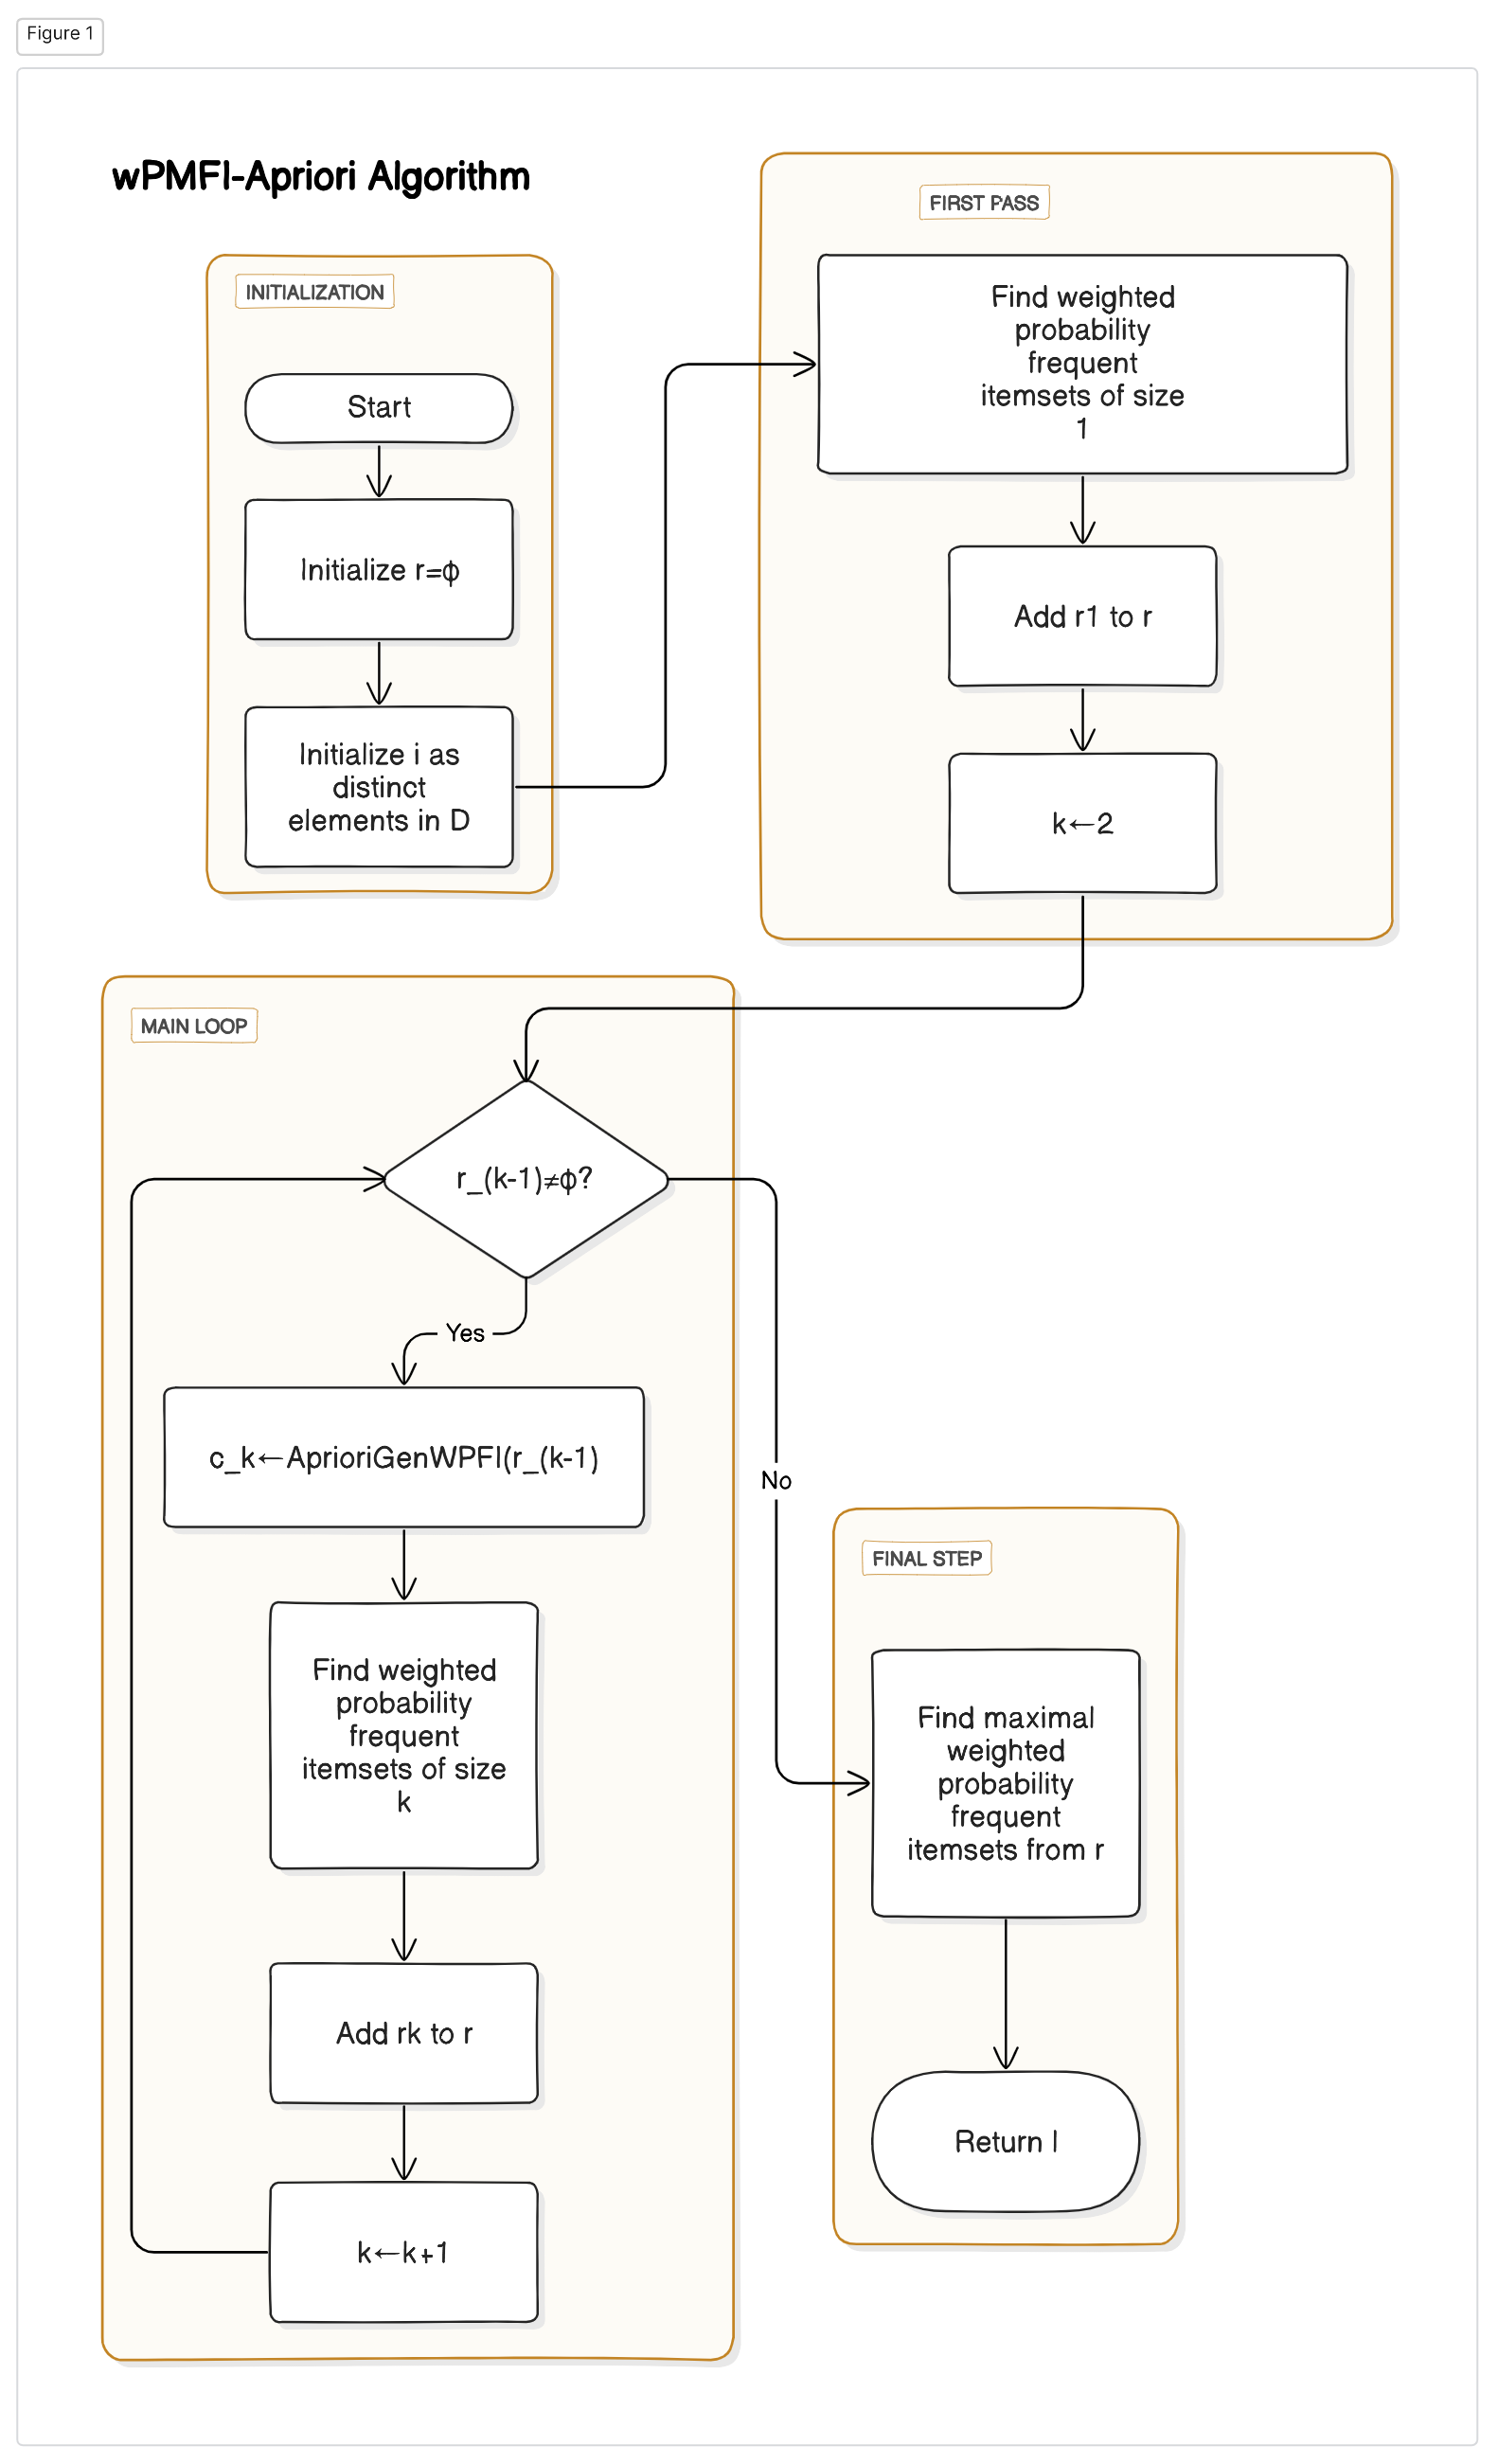 Figure 1
wPMFI-Apriori Algorithm
INITIALIZATION
Start
Initialize r=ф
Initialize i as
distinct
elements in D
FIRST PASS
Find weighted
probability
frequent
itemsets of size
1
Add r1 to r
k←2
MAIN LOOP
r_(k-1)≠ф?
Yes
No
c_k←AprioriGenWPFI(r_(k-1)
Find weighted
probability
frequent
itemsets of size
k
Add rk to r
k←k+1
FINAL STEP
Find maximal
weighted
probability
frequent
itemsets from r
Return l